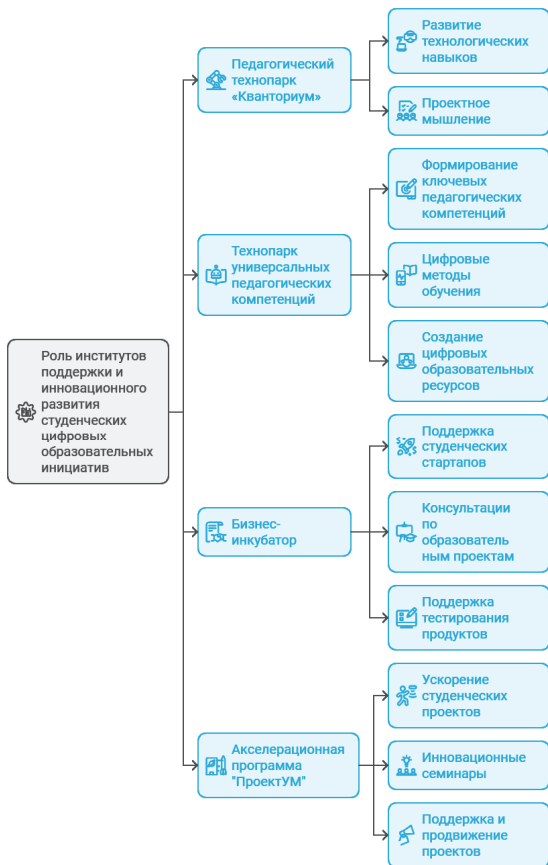 Роль институтов
поддержки и
инновационного
развития
студенческих
цифровых
образовательных
инициатив
Педагогический
технопарк
«Кванториум»
Развитие
технологических
навыков
Проектное
мышление
Технопарк
универсальных
педагогических
компетенций
Формирование
ключевых
педагогических
компетенций
Цифровые
методы
обучения
Создание
цифровых
образовательных
ресурсов
Бизнес-
инкубатор
Поддержка
студенческих
стартапов
Консультации
по
образователь
ным проектам
Поддержка
тестирования
продуктов
Акселерационная
программа
"ПроектУМ"
Ускорение
студенческих
проектов
Инновационные
семинары
Поддержка и
продвижение
проектов